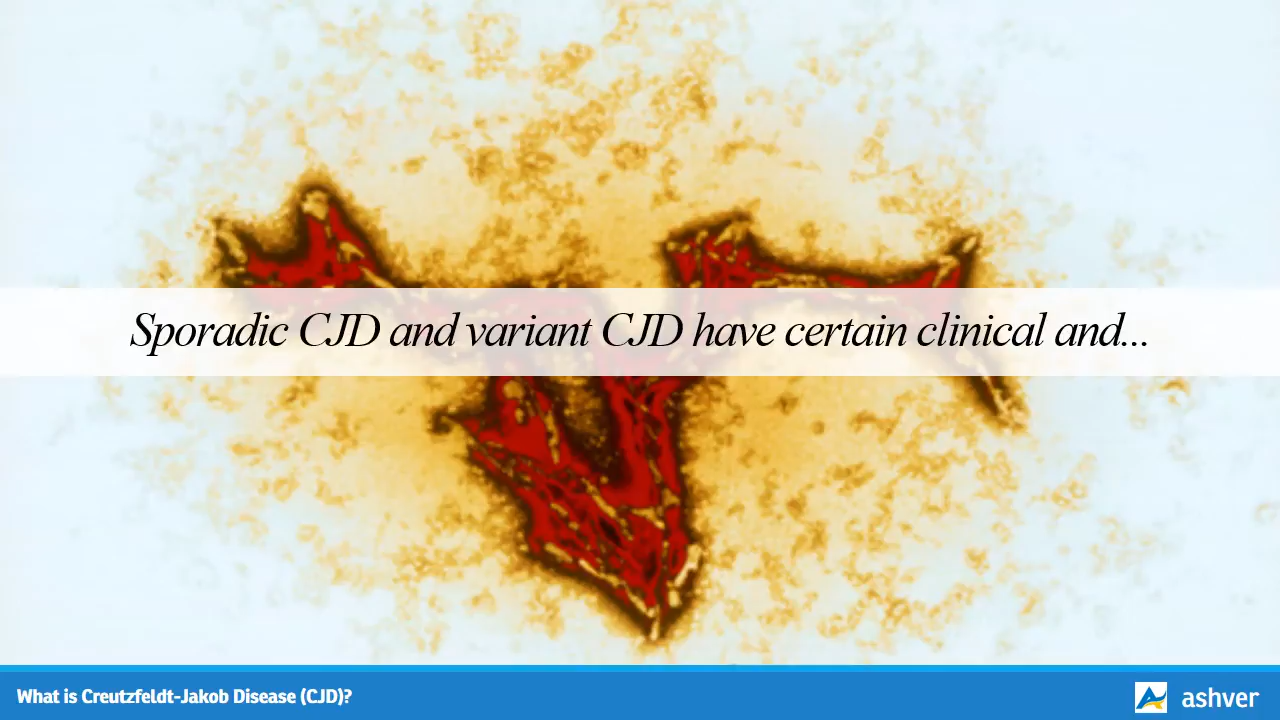 Sporadic CJD and variant CJD have certain clinical and...
What is Creutzfeldt-Jakob Disease (CJD)?
ashver